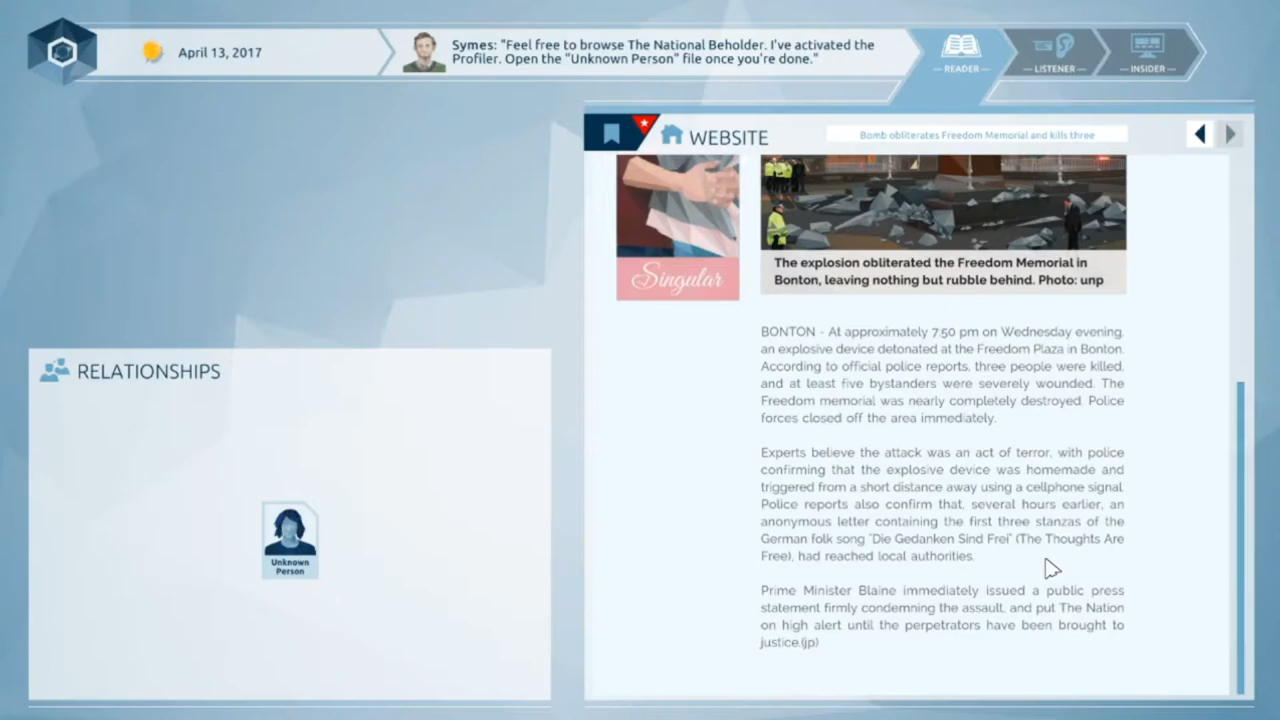 April 13, 2017
Symes: "Feel free to browse The National Beholder. I've activated the
Profiler. Open the "Unknown Person" file once you're done."
READER
LISTENER
INSIDER
WEBSITE
Bomb obliterates Freedom Memorial and kills three
Singular
The explosion obliterated the Freedom Memorial in
Bonton, leaving nothing but rubble behind. Photo: unp
BONTON - At approximately 7:50 pm on Wednesday evening,
an explosive device detonated at the Freedom Plaza in Bonton.
According to official police reports, three people were killed,
and at least five bystanders were severely wounded. The
Freedom memorial was nearly completely destroyed. Police
forces closed off the area immediately.
Experts believe the attack was an act of terror, with police
confirming that the explosive device was homemade and
triggered from a short distance away using a cellphone signal.
Police reports also confirm that, several hours earlier, an
anonymous letter containing the first three stanzas of the
German folk song "Die Gedanken Sind Frei" (The Thoughts Are
Free), had reached local authorities.
Prime Minister Blaine immediately issued a public press
statement firmly condemning the assault, and put The Nation
on high alert until the perpetrators have been brought to
justice.(jp)
RELATIONSHIPS
Unknown
Person